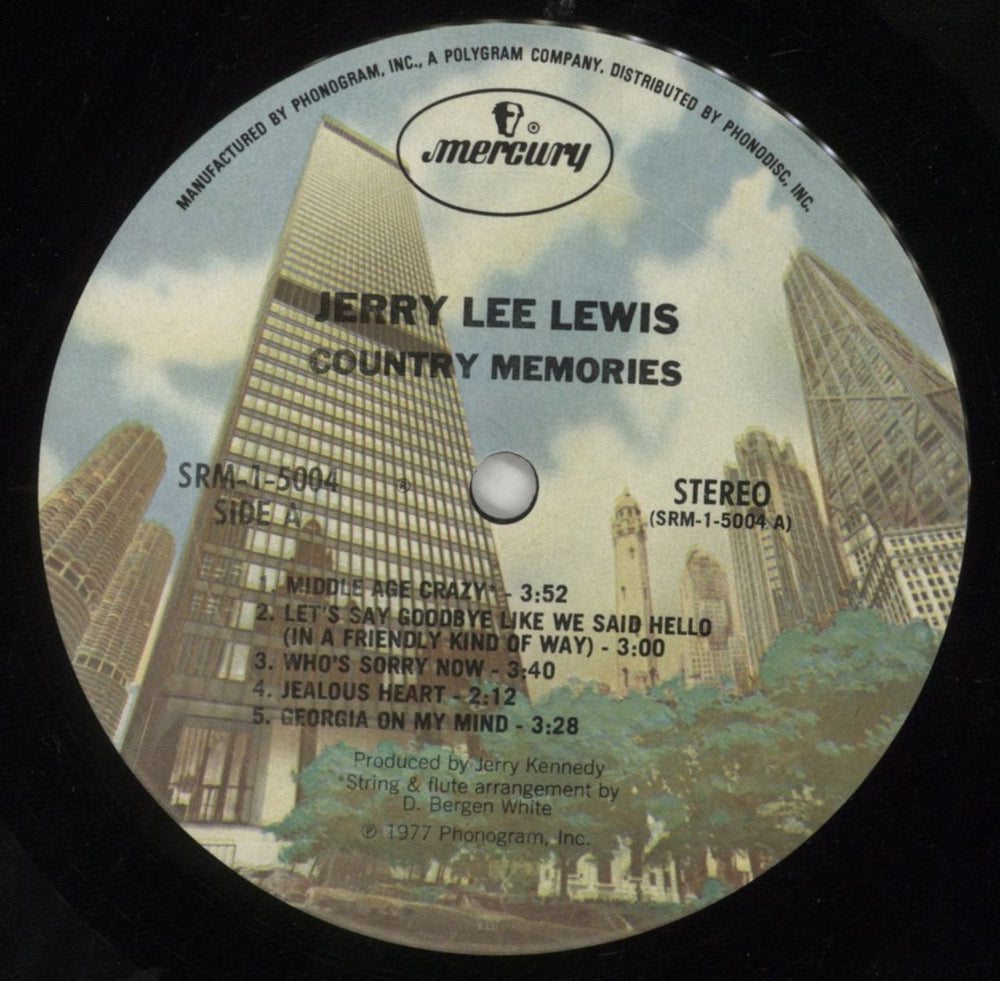 MANUFACTURED BY PHONOGRAM, INC., A POLYGRAM COMPANY. DISTRIBUTED BY PHONODISC, INC.
mercury ®
JERRY LEE LEWIS
COUNTRY MEMORIES
SRM-1-5004 ®
SIDE A
STEREO
(SRM-1-5004 A)
1. MIDDLE AGE CRAZY* - 3:52
2. LET'S SAY GOODBYE LIKE WE SAID HELLO
(IN A FRIENDLY KIND OF WAY) - 3:00
3. WHO'S SORRY NOW - 3:40
4. JEALOUS HEART - 2:12
5. GEORGIA ON MY MIND - 3:28
Produced by Jerry Kennedy
*String & flute arrangement by
D. Bergen White
℗ 1977 Phonogram, Inc.